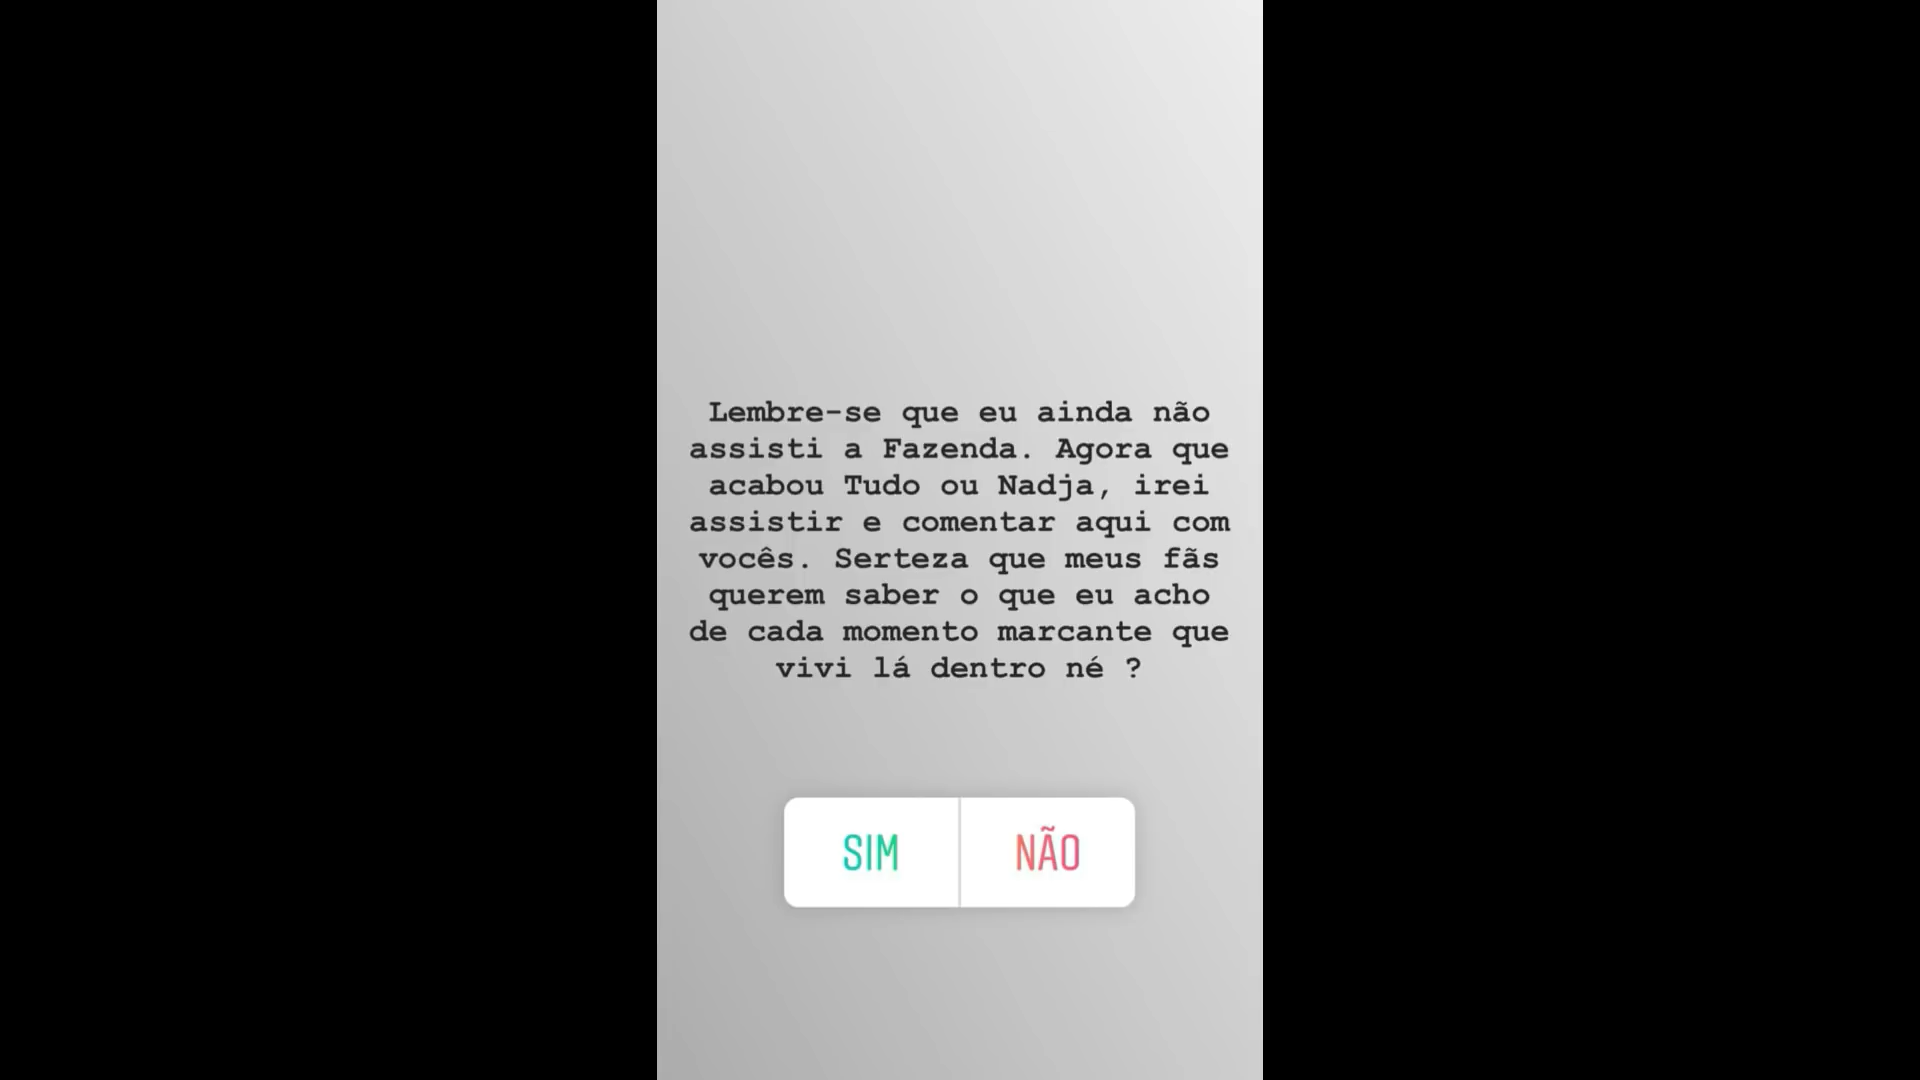 Lembre-se que eu ainda não
assisti a Fazenda. Agora que
acabou Tudo ou Nadja, irei
assistir e comentar aqui com
vocês. Serteza que meus fãs
querem saber o que eu acho
de cada momento marcante que
vivi lá dentro né ?
SIM NÃO